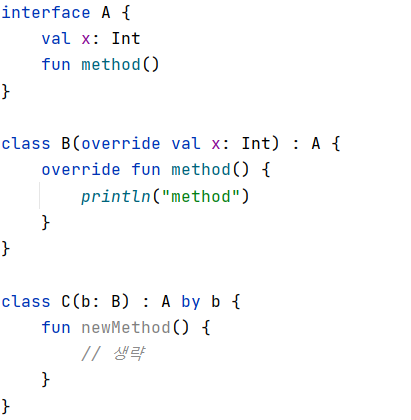 interface A {
    val x: Int
    fun method()
}

class B(override val x: Int) : A {
    override fun method() {
        println("method")
    }
}

class C(b: B) : A by b {
    fun newMethod() {
        // 생략
    }
}